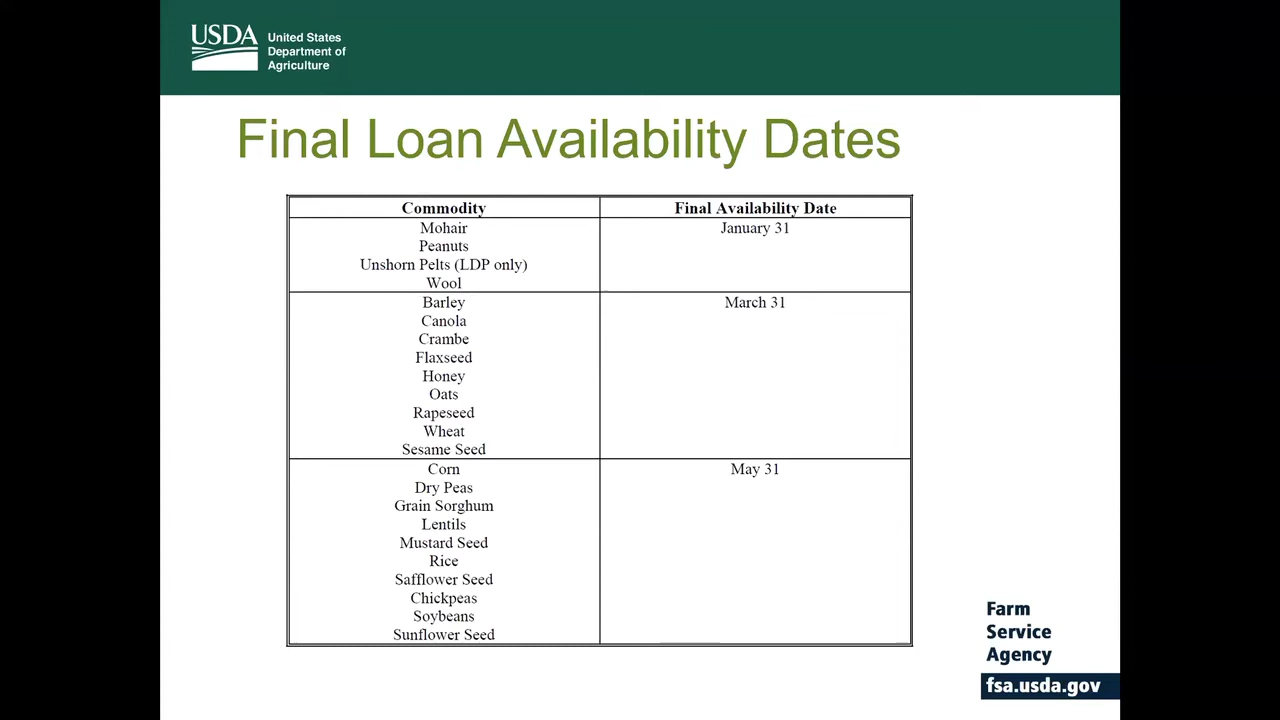 USDA
United States
Department of
Agriculture
Final Loan Availability Dates
Commodity Final Availability Date
Mohair January 31
Peanuts
Unshorn Pelts (LDP only)
Wool
Barley March 31
Canola
Crambe
Flaxseed
Honey
Oats
Rapeseed
Wheat
Sesame Seed
Corn May 31
Dry Peas
Grain Sorghum
Lentils
Mustard Seed
Rice
Safflower Seed
Chickpeas
Soybeans
Sunflower Seed
Farm
Service
Agency
fsa.usda.gov